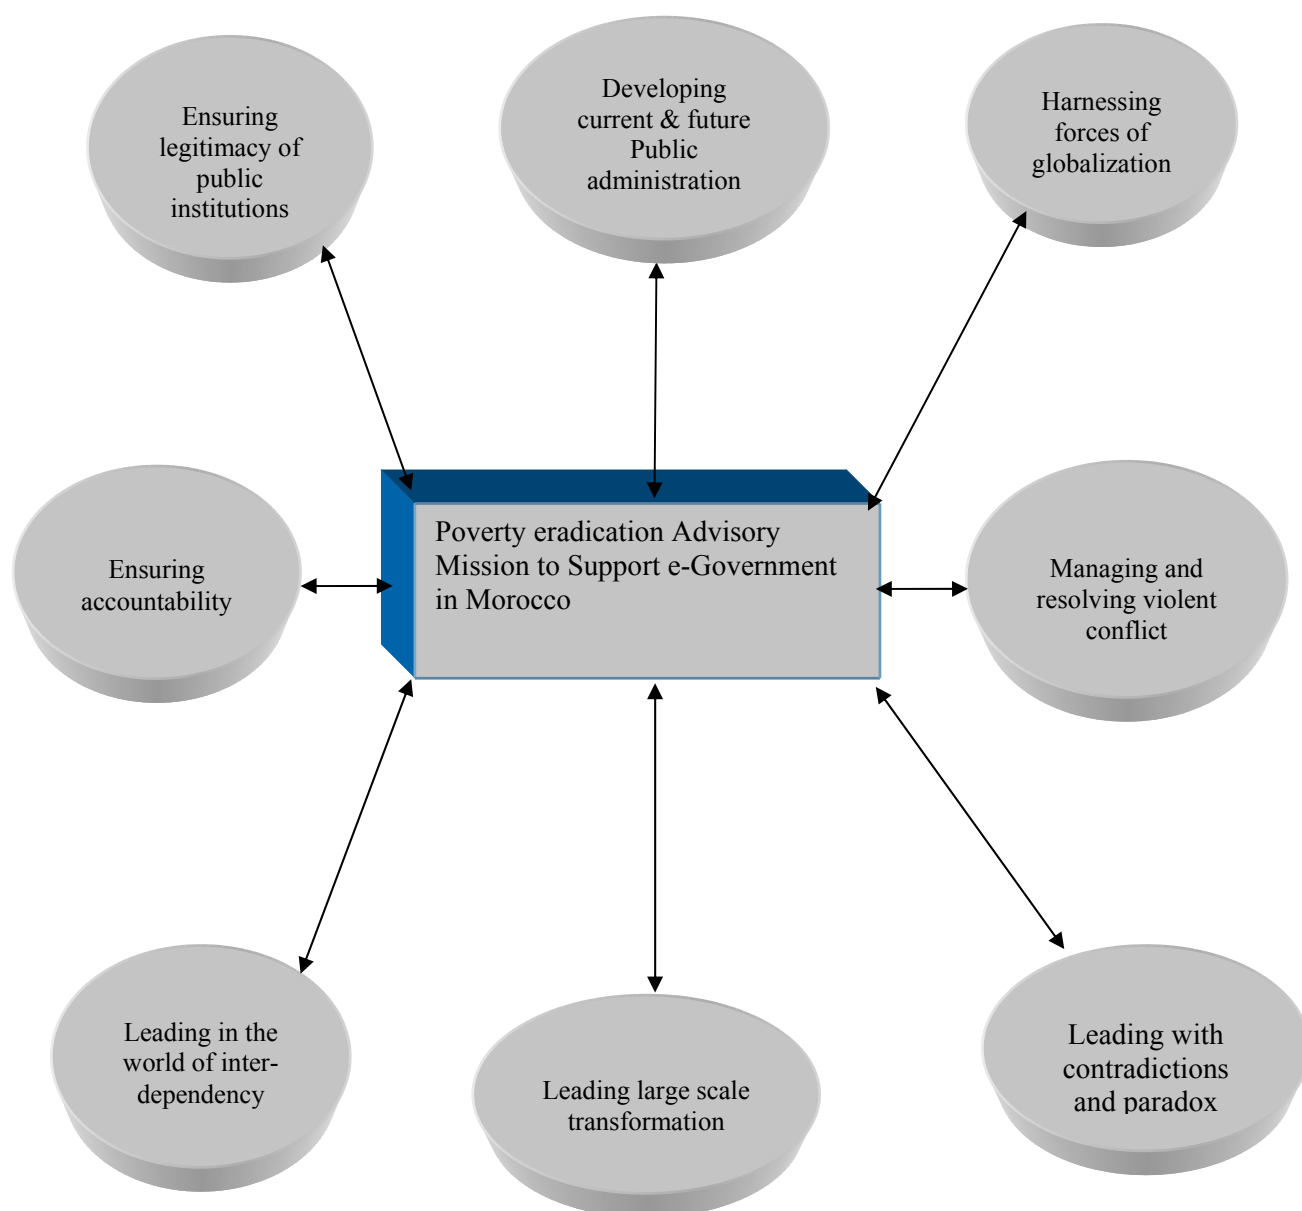 Ensuring
legitimacy of
public
institutions
Developing
current & future
Public
administration
Harnessing
forces of
globalization
Poverty eradication Advisory
Mission to Support e-Government
in Morocco
Ensuring
accountability
Managing and
resolving violent
conflict
Leading in the
world of inter-
dependency
Leading large scale
transformation
Leading with
contradictions
and paradox